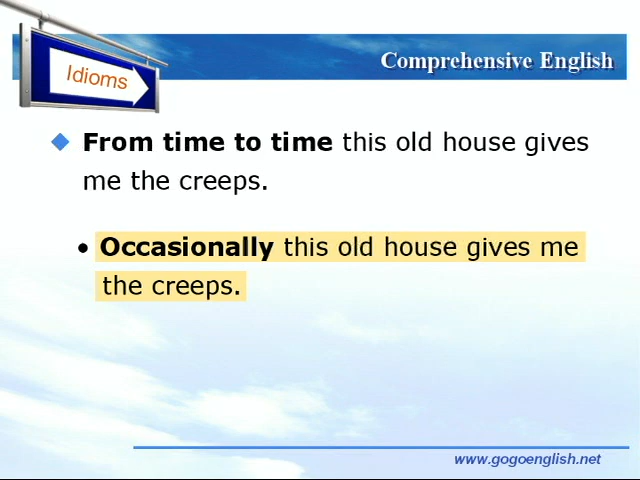 Idioms
Comprehensive English
From time to time this old house gives
me the creeps.
• Occasionally this old house gives me
the creeps.
www.gogoenglish.net